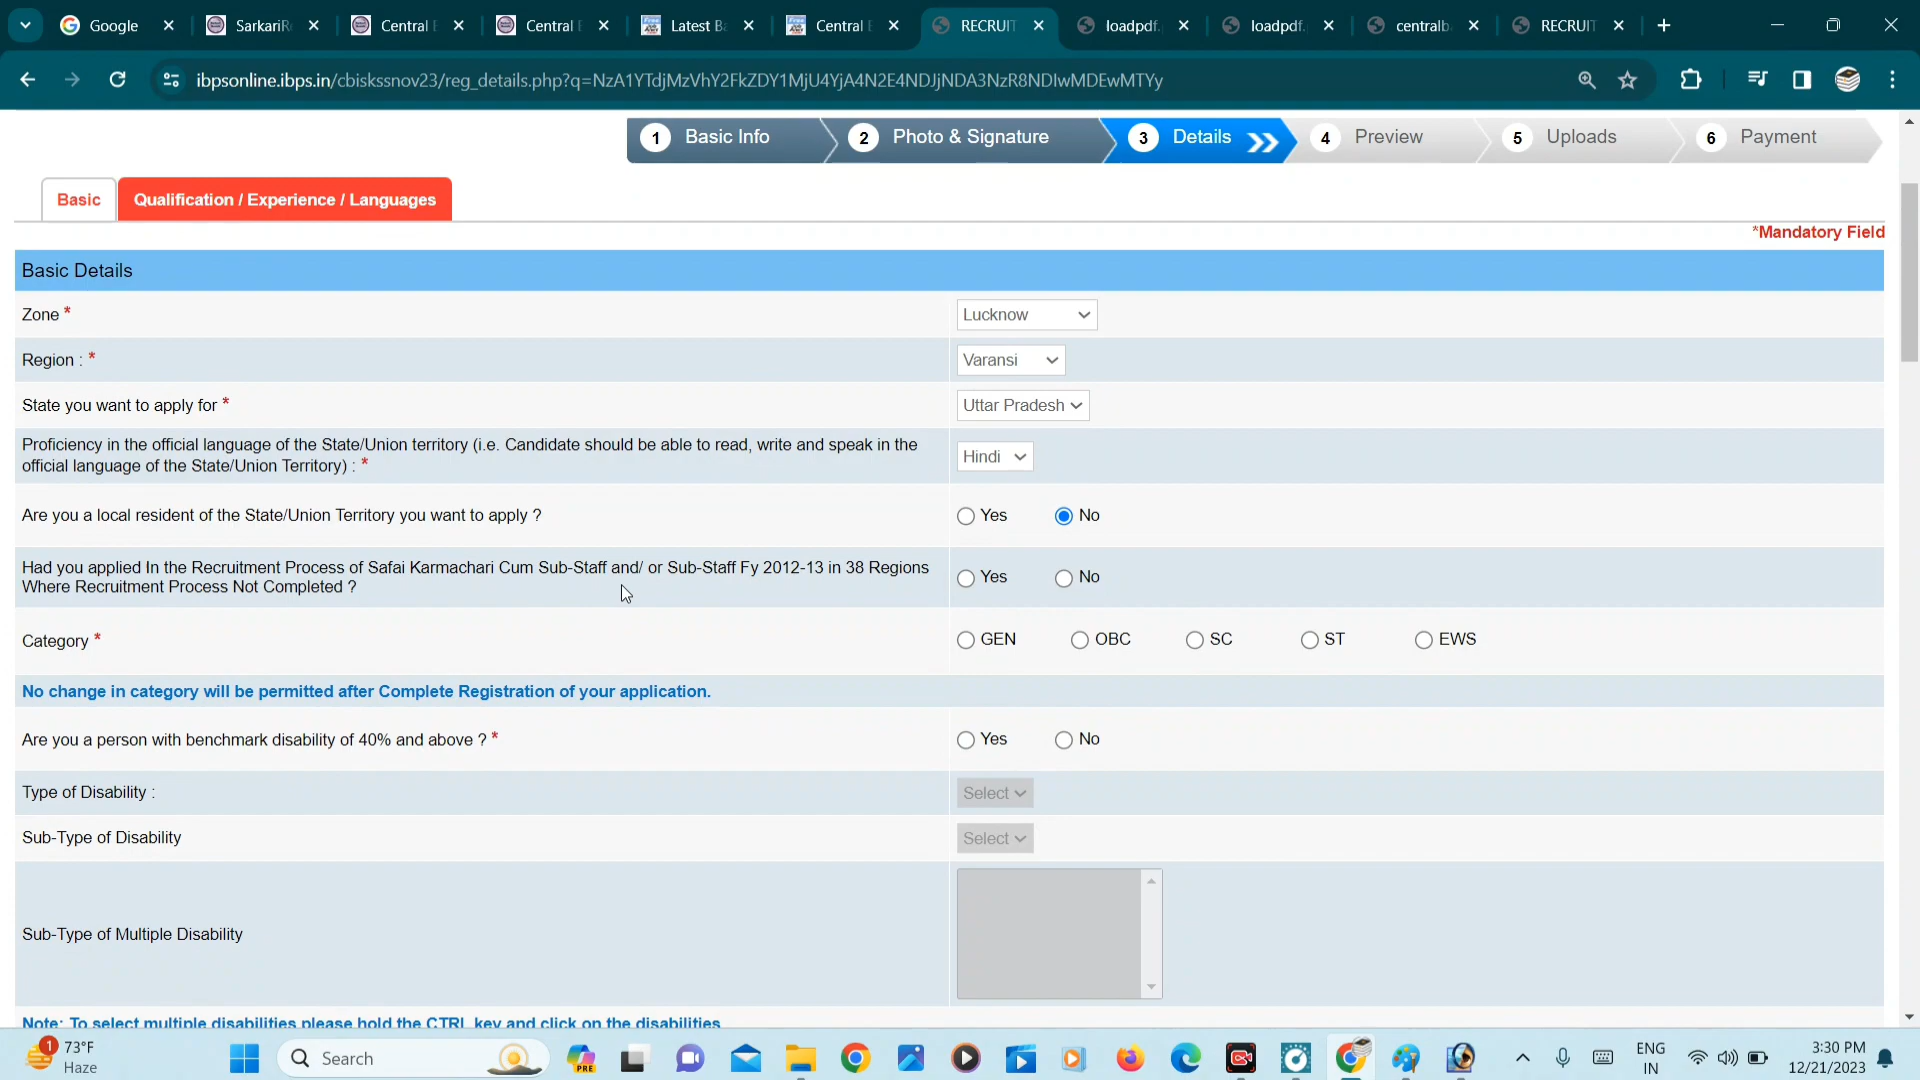 Google
SarkariR
Central E
Central E
Latest Ba
Central E
RECRUIT
loadpdf.
loadpdf.
centralb
RECRUIT
ibpsonline.ibps.in/cbiskssnov23/reg_details.php?q=NzA1YTdjMzVhY2FkZDY1MjU4YjA4N2E4NDJjNDA3NzR8NDIwMDEwMTYy
1 Basic Info
2 Photo & Signature
3 Details
4 Preview
5 Uploads
6 Payment
Basic
Qualification / Experience / Languages
*Mandatory Field
Basic Details
Zone * Lucknow
Region : * Varansi
State you want to apply for * Uttar Pradesh
Proficiency in the official language of the State/Union territory (i.e. Candidate should be able to read, write and speak in the
official language of the State/Union Territory) : * Hindi
Are you a local resident of the State/Union Territory you want to apply ? Yes No
Had you applied In the Recruitment Process of Safai Karmachari Cum Sub-Staff and/ or Sub-Staff Fy 2012-13 in 38 Regions
Where Recruitment Process Not Completed ? Yes No
Category * GEN OBC SC ST EWS
No change in category will be permitted after Complete Registration of your application.
Are you a person with benchmark disability of 40% and above ? * Yes No
Type of Disability : Select
Sub-Type of Disability Select
Sub-Type of Multiple Disability
Note: To select multiple disabilities please hold the CTRL key and click on the disabilities
1
73°F
Haze
Search
PRE
ENG
IN
3:30 PM
12/21/2023